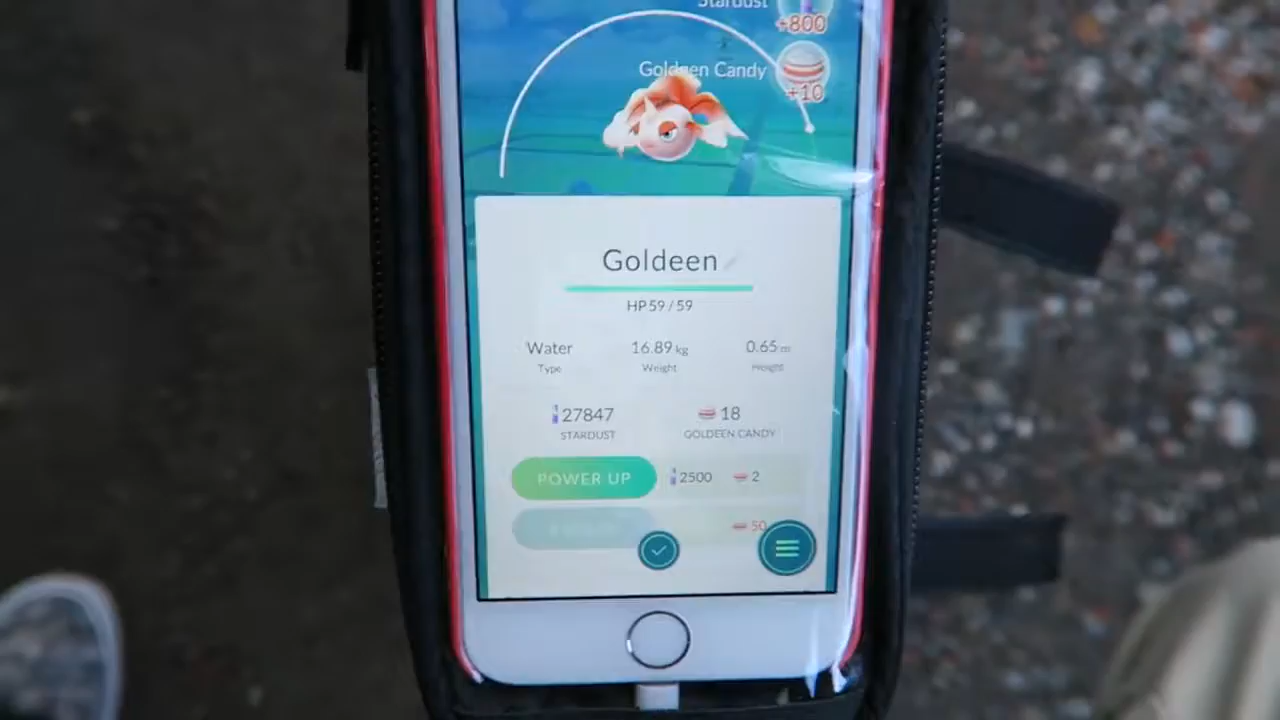 Stardust
+800
Goldeen Candy
+10
Goldeen
HP 59 / 59
Water 16.89 kg 0.65 m
Type Weight Height
27847 18
STARDUST GOLDEEN CANDY
POWER UP 2500 2
50